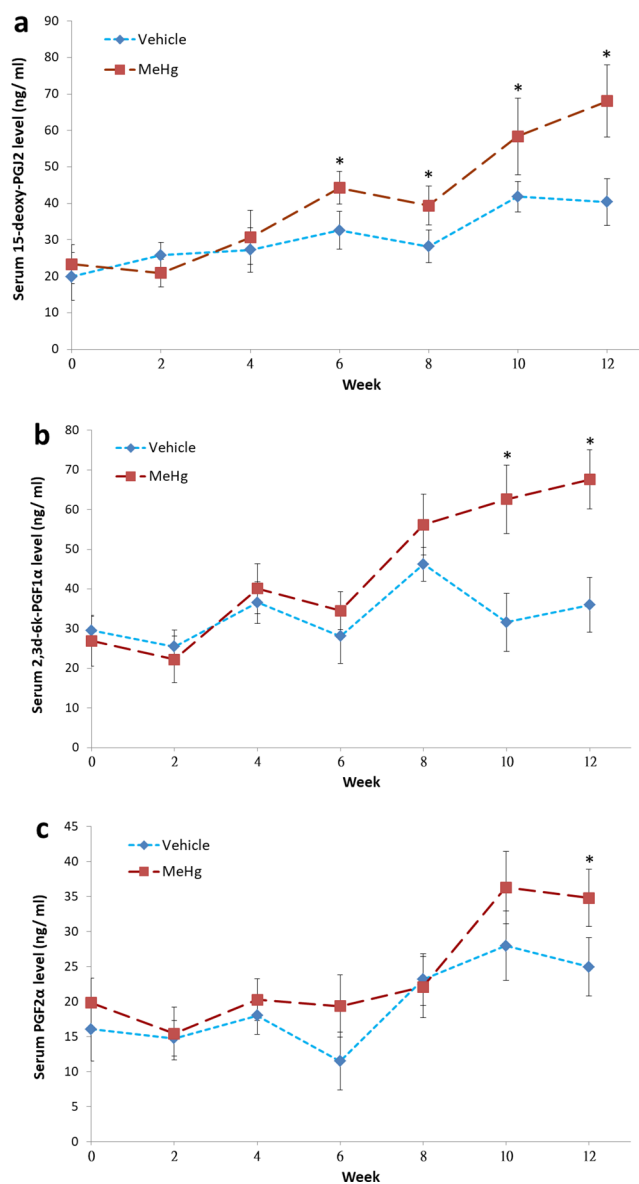 a
Serum 15-deoxy-PGJ2 level (ng/ ml)
90
80
70
60
50
40
30
20
10
0
Vehicle
MeHg
*
*
*
*
0 2 4 6 8 10 12
Week
b
Serum 2,3d-6k-PGF1α level (ng/ ml)
80
70
60
50
40
30
20
10
0
Vehicle
MeHg
*
*
0 2 4 6 8 10 12
Week
c
Serum PGF2α level (ng/ ml)
45
40
35
30
25
20
15
10
5
0
Vehicle
MeHg
*
0 2 4 6 8 10 12
Week